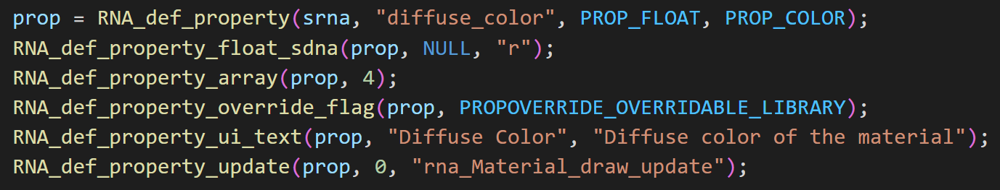 prop = RNA_def_property(srna, "diffuse_color", PROP_FLOAT, PROP_COLOR);
RNA_def_property_float_sdna(prop, NULL, "r");
RNA_def_property_array(prop, 4);
RNA_def_property_override_flag(prop, PROPOVERRIDE_OVERRIDABLE_LIBRARY);
RNA_def_property_ui_text(prop, "Diffuse Color", "Diffuse color of the material");
RNA_def_property_update(prop, 0, "rna_Material_draw_update");